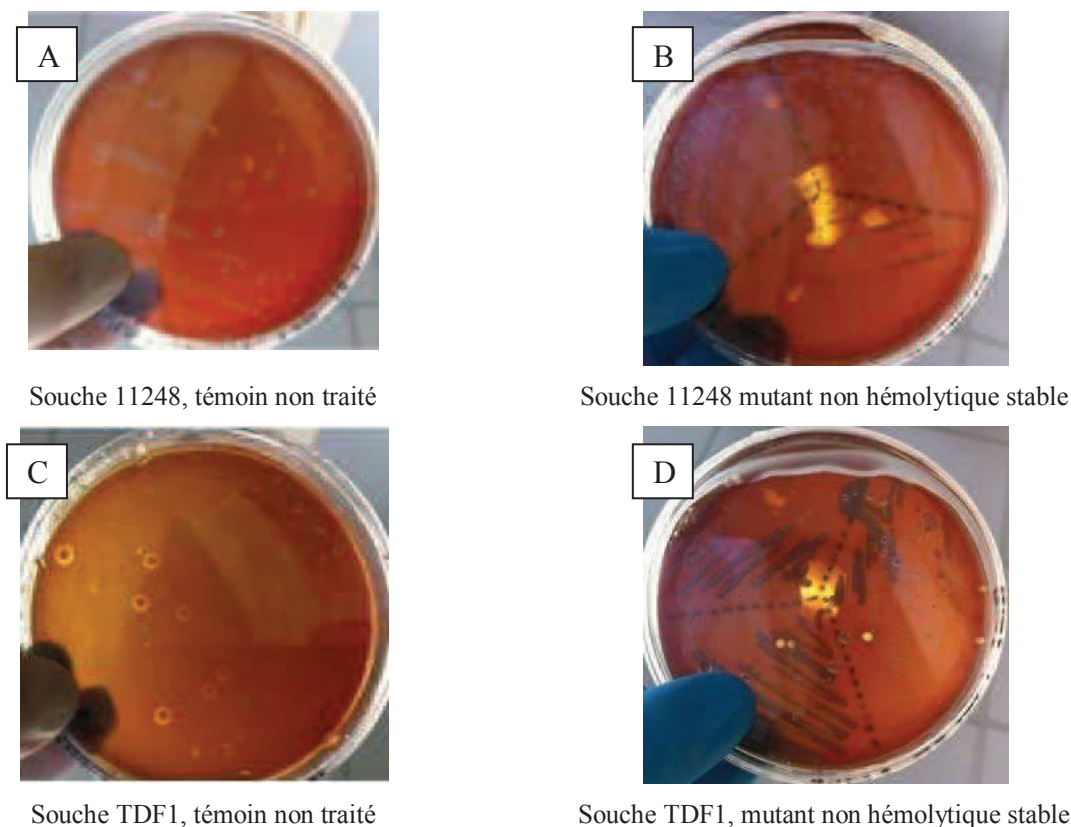 A
B
Souche 11248, témoin non traité
Souche 11248 mutant non hémolytique stable
C
D
Souche TDF1, témoin non traité
Souche TDF1, mutant non hémolytique stable